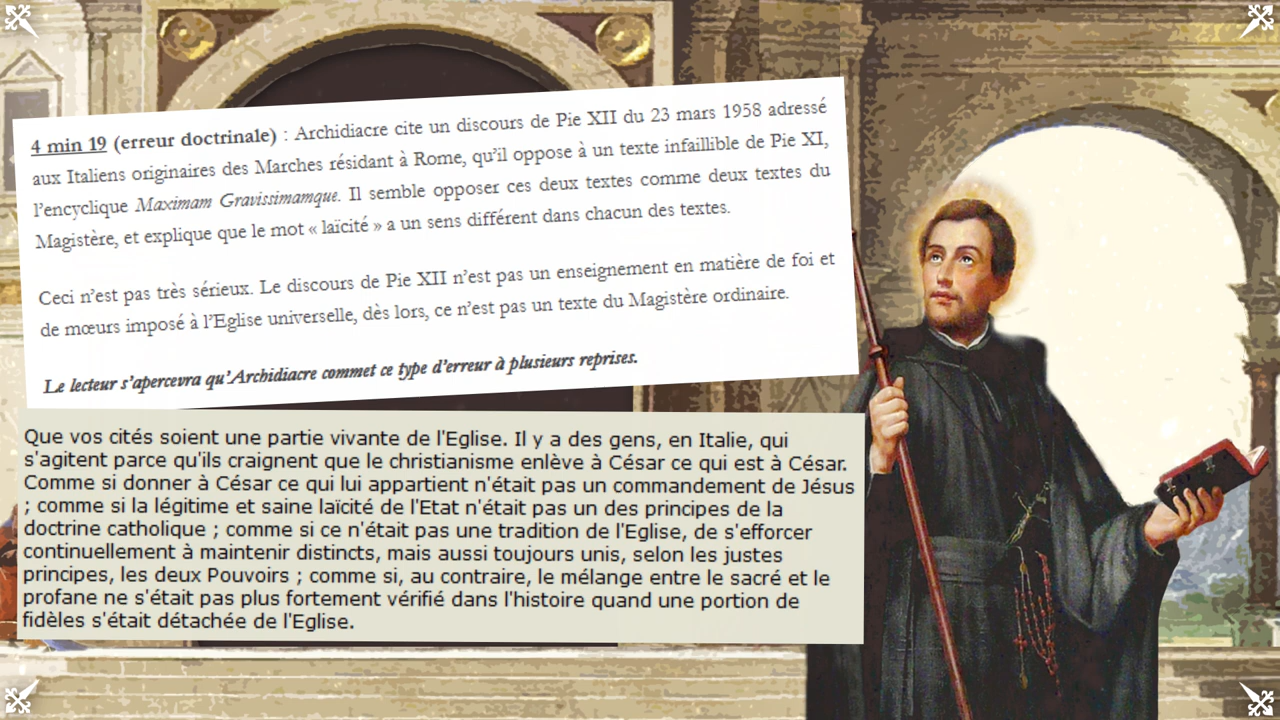 4 min 19 (erreur doctrinale) : Archidiacre cite un discours de Pie XII du 23 mars 1958 adressé
aux Italiens originaires des Marches résidant à Rome, qu'il oppose à un texte infaillible de Pie XI,
l'encyclique Maximam Gravissimamque. Il semble opposer ces deux textes comme deux textes du
Magistère, et explique que le mot « laïcité » a un sens différent dans chacun des textes.
Ceci n'est pas très sérieux. Le discours de Pie XII n'est pas un enseignement en matière de foi et
de mœurs imposé à l'Eglise universelle, dès lors, ce n'est pas un texte du Magistère ordinaire.
Le lecteur s'apercevra qu'Archidiacre commet ce type d'erreur à plusieurs reprises.
Que vos cités soient une partie vivante de l'Eglise. Il y a des gens, en Italie, qui
s'agitent parce qu'ils craignent que le christianisme enlève à César ce qui est à César.
Comme si donner à César ce qui lui appartient n'était pas un commandement de Jésus
; comme si la légitime et saine laïcité de l'Etat n'était pas un des principes de la
doctrine catholique ; comme si ce n'était pas une tradition de l'Eglise, de s'efforcer
continuellement à maintenir distincts, mais aussi toujours unis, selon les justes
principes, les deux Pouvoirs ; comme si, au contraire, le mélange entre le sacré et le
profane ne s'était pas plus fortement vérifié dans l'histoire quand une portion de
fidèles s'était détachée de l'Eglise.